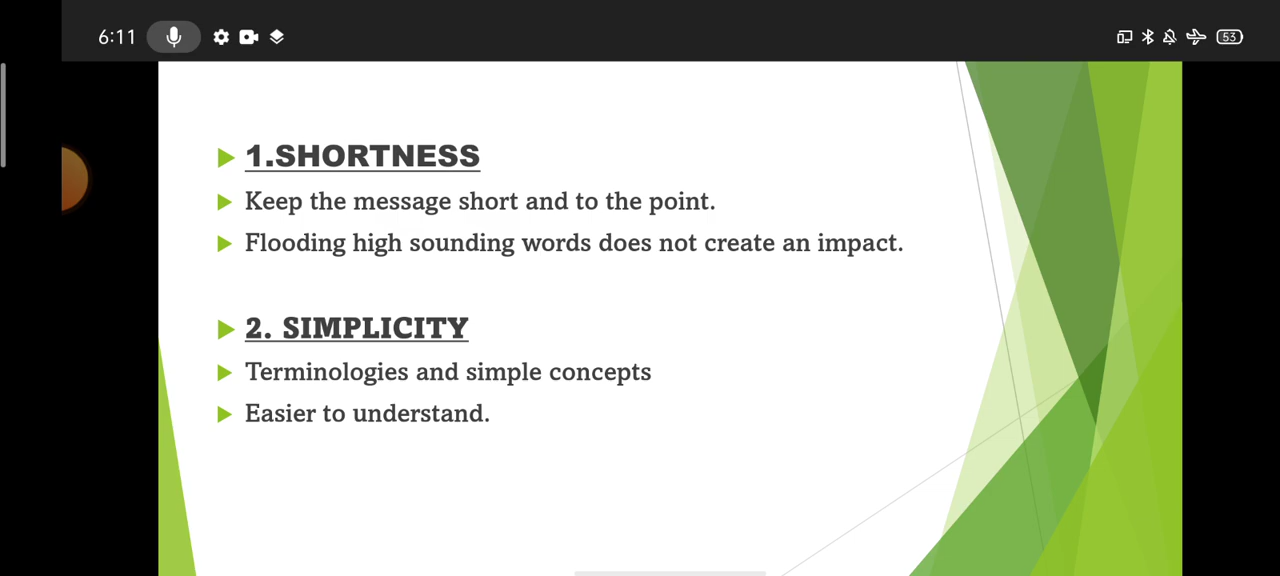 6:11
53
1.SHORTNESS
Keep the message short and to the point.
Flooding high sounding words does not create an impact.
2. SIMPLICITY
Terminologies and simple concepts
Easier to understand.